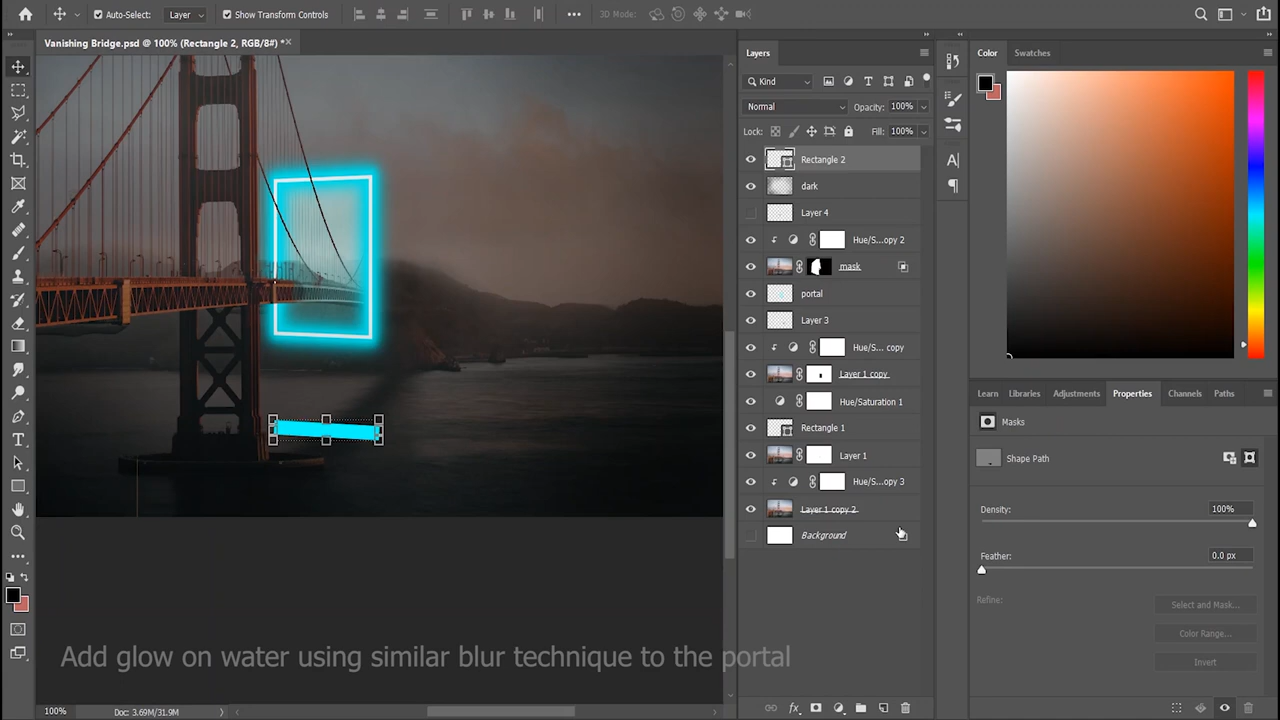 Auto-Select:
Layer
Show Transform Controls
3D Mode:
Vanishing Bridge.psd @ 100% (Rectangle 2, RGB/8#) *
Layers
Kind
Normal
Opacity: 100%
Lock:
Fill: 100%
Rectangle 2
dark
Layer 4
Hue/S...opy 2
mask
portal
Layer 3
Hue/S... copy
Layer 1 copy
Hue/Saturation 1
Rectangle 1
Layer 1
Hue/S...opy 3
Layer 1 copy 2
Background
Color
Swatches
Learn
Libraries
Adjustments
Properties
Channels
Paths
Masks
Shape Path
Density:
100%
Feather:
0.0 px
Refine:
Select and Mask...
Color Range...
Invert
Add glow on water using similar blur technique to the portal
100%
Doc: 3.69M/31.9M